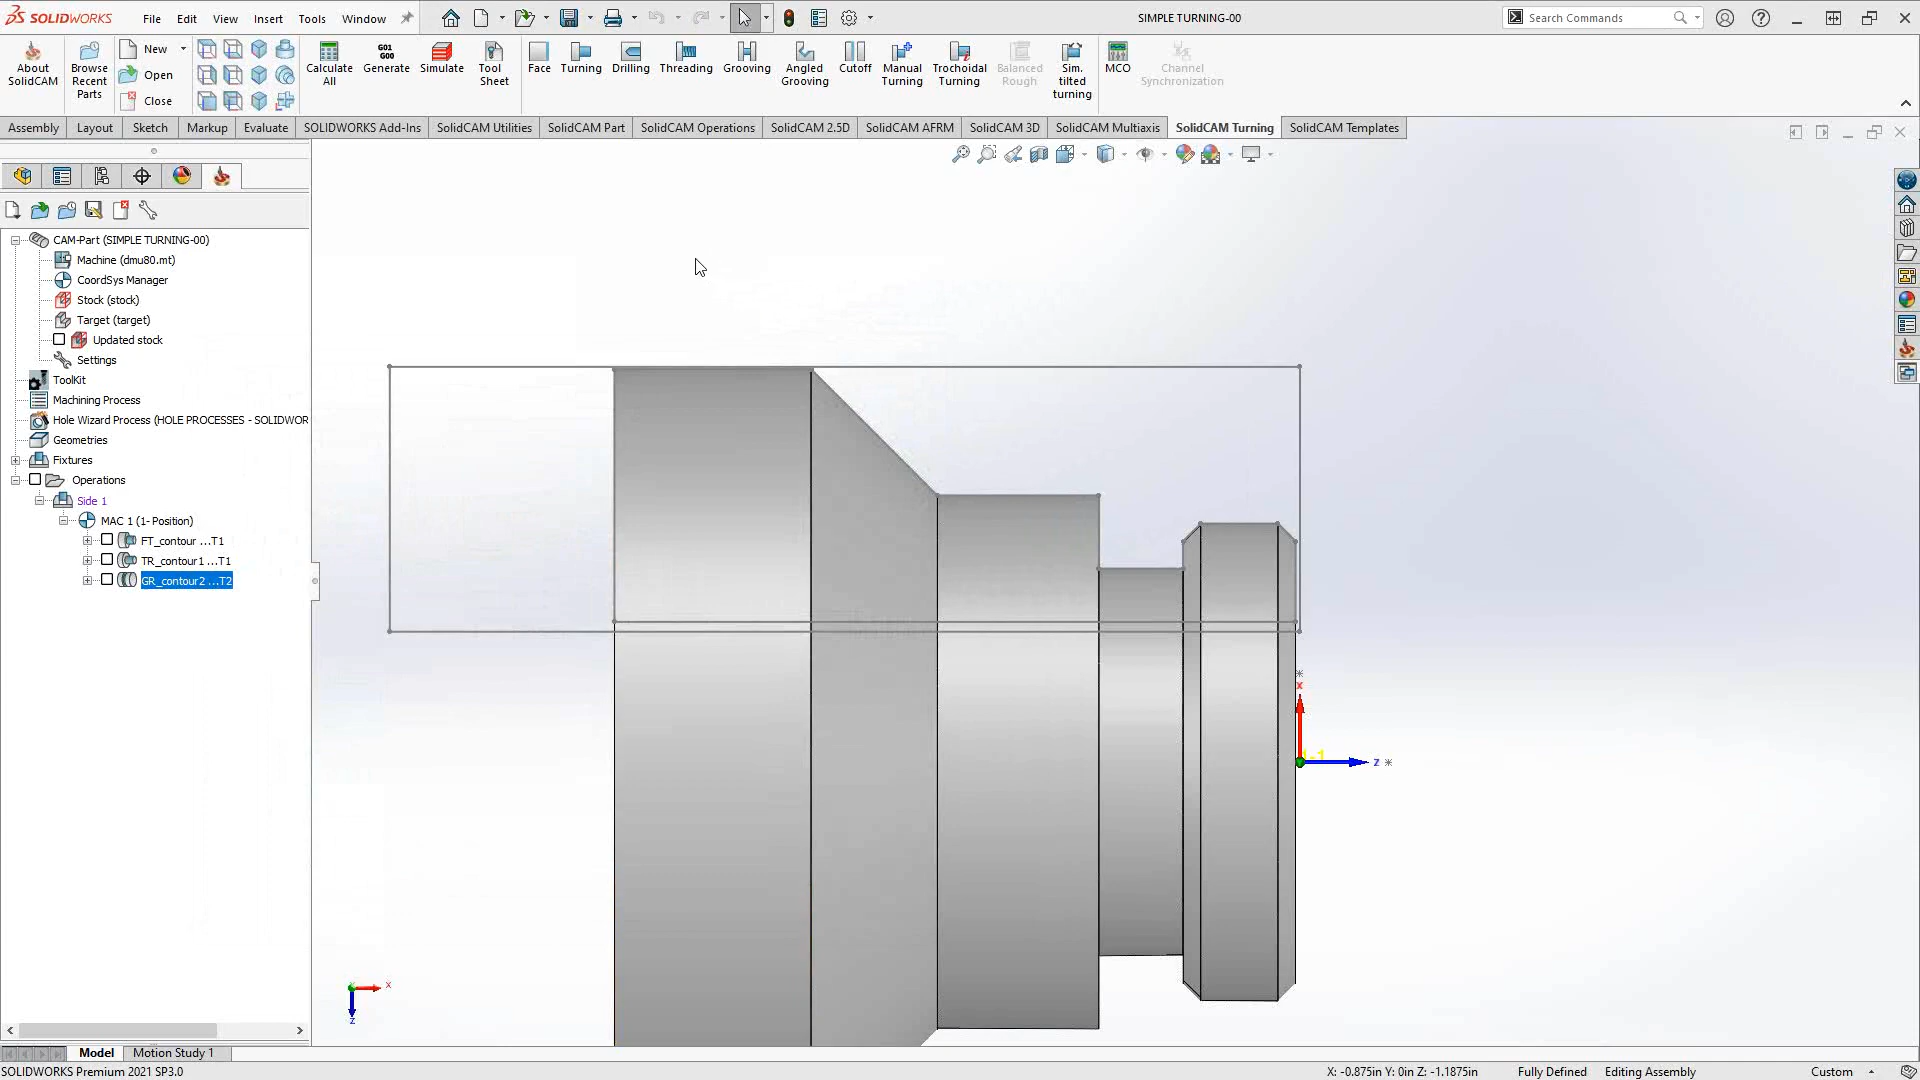 SOLIDWORKS
File Edit View Insert Tools Window
SIMPLE TURNING-00
Search Commands
About SolidCAM
Browse Recent Parts
New
Open
Close
Calculate All
G01 G00
Generate
Simulate
Tool Sheet
Face
Turning
Drilling
Threading
Grooving
Angled Grooving
Cutoff
Manual Turning
Trochoidal Turning
Balanced Rough
Sim. tilted turning
MCO
Channel Synchronization
Assembly Layout Sketch Markup Evaluate SOLIDWORKS Add-Ins SolidCAM Utilities SolidCAM Part SolidCAM Operations SolidCAM 2.5D SolidCAM AFRM SolidCAM 3D SolidCAM Multiaxis SolidCAM Turning SolidCAM Templates
CAM-Part (SIMPLE TURNING-00)
Machine (dmu80.mt)
CoordSys Manager
Stock (stock)
Target (target)
Updated stock
Settings
ToolKit
Machining Process
Hole Wizard Process (HOLE PROCESSES - SOLIDWOR
Geometries
Fixtures
Operations
Side 1
MAC 1 (1- Position)
FT_contour ...T1
TR_contour1 ...T1
GR_contour2 ...T2
x
z
x
z
Model Motion Study 1
SOLIDWORKS Premium 2021 SP3.0
X: -0.875in Y: 0in Z: -1.1875in Fully Defined Editing Assembly Custom